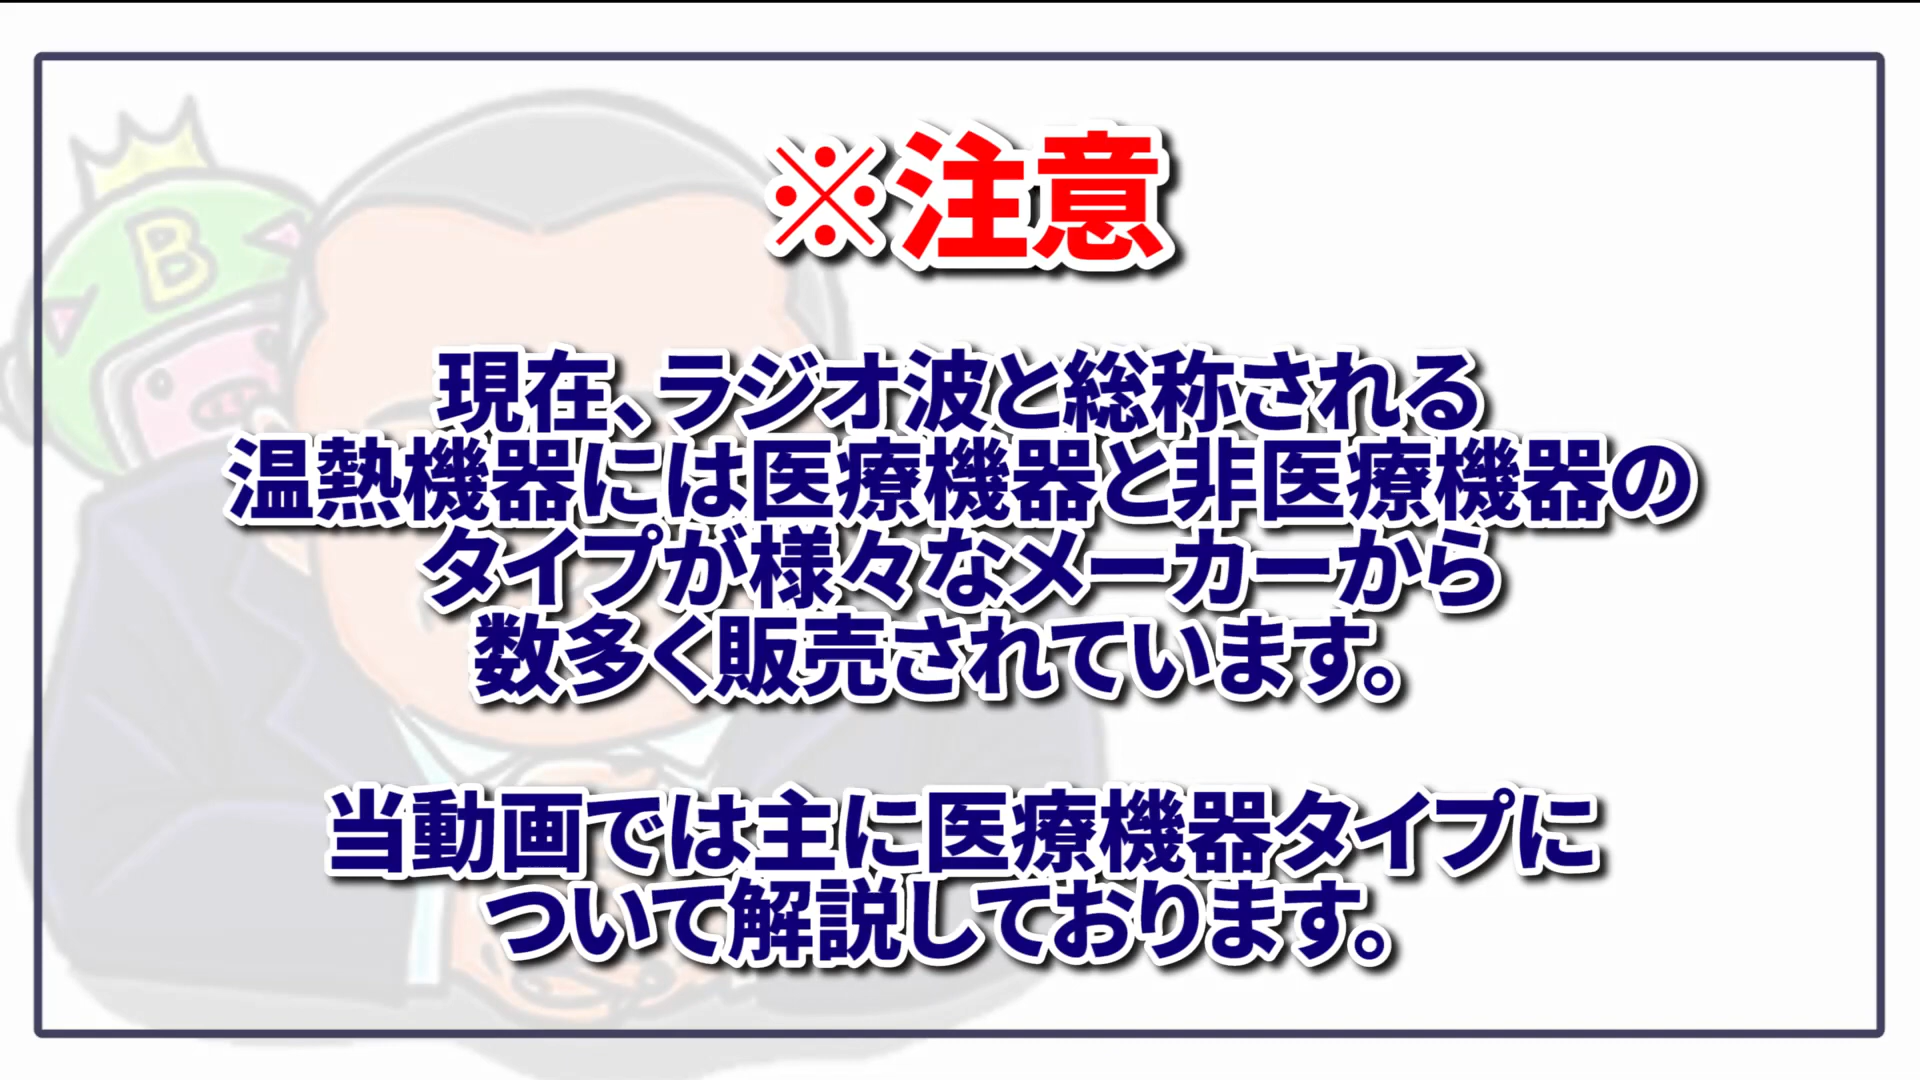 ※注意
B
現在、ラジオ波と総称される
温熱機器には医療機器と非医療機器の
タイプが様々なメーカーから
数多く販売されています。
当動画では主に医療機器タイプに
ついて解説しております。